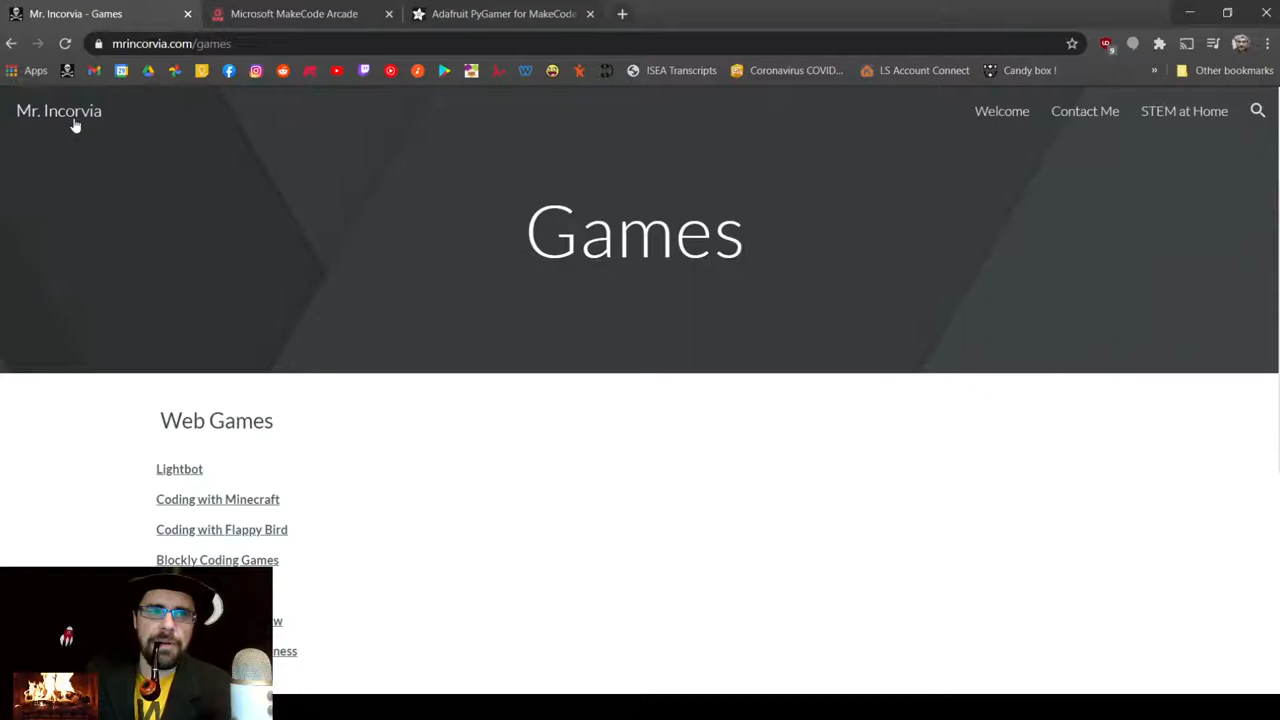 Mr. Incorvia - Games
Microsoft MakeCode Arcade
Adafruit PyGamer for MakeCode
mrincorvia.com/games
9
Apps
ISEA Transcripts
Coronavirus COVID...
LS Account Connect
Candy box !
»
Other bookmarks
Mr. Incorvia
Welcome
Contact Me
STEM at Home
Games
Web Games
Lightbot
Coding with Minecraft
Coding with Flappy Bird
Blockly Coding Games
w
ness